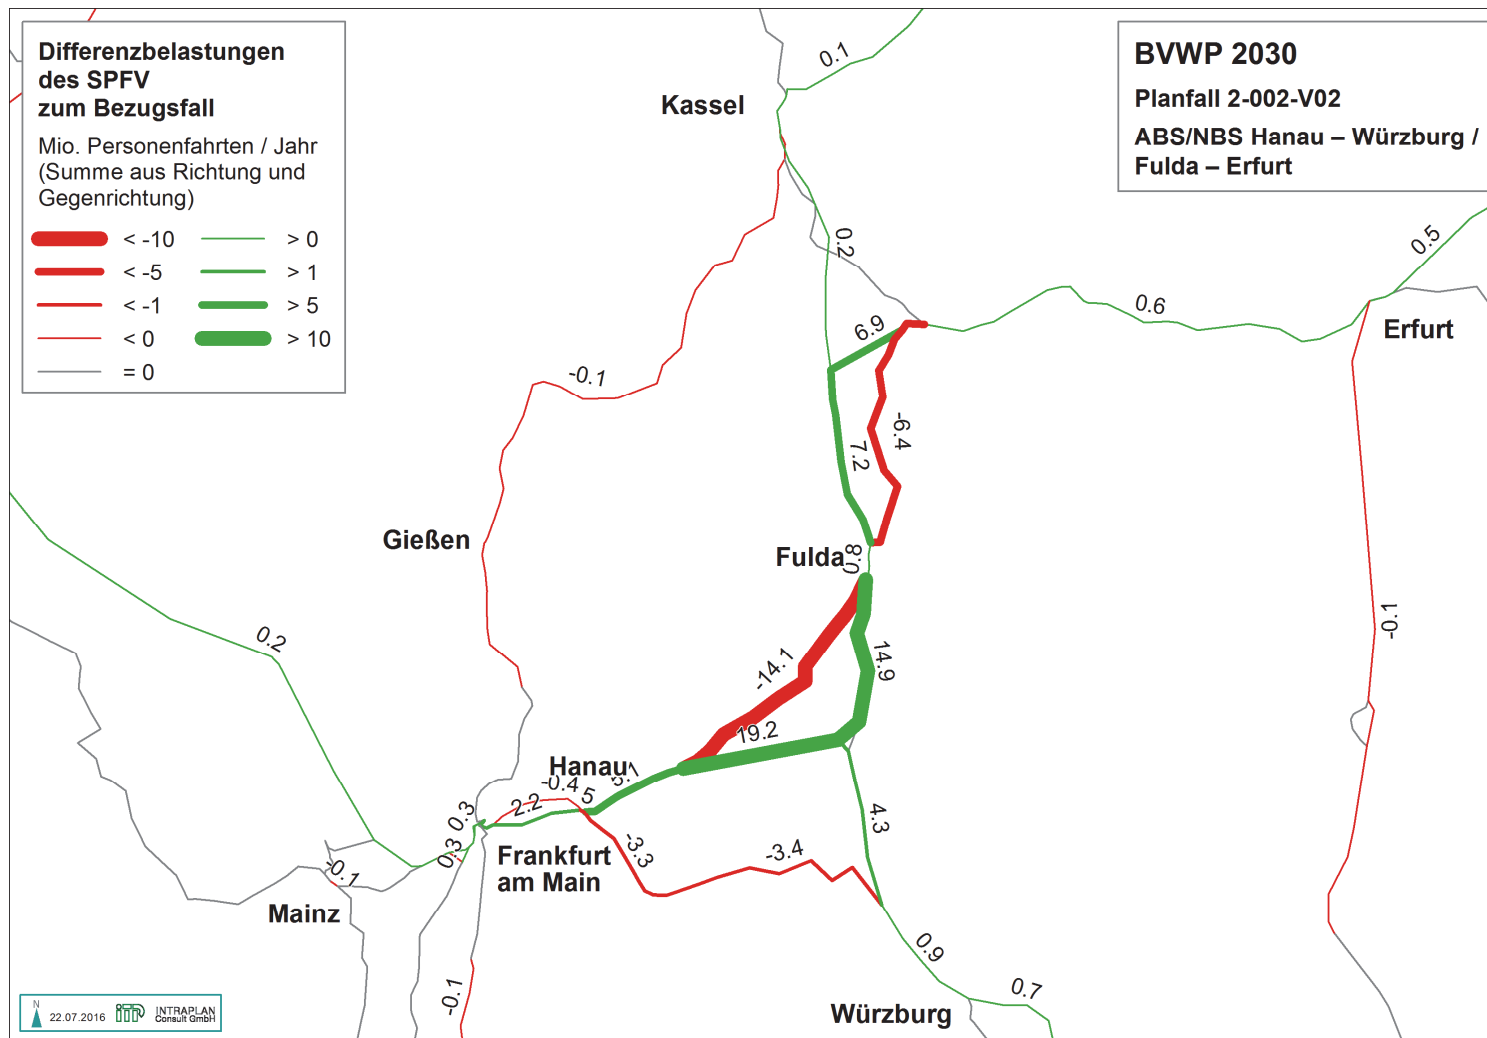 Differenzbelastungen
des SPFV
zum Bezugsfall
Mio. Personenfahrten / Jahr
(Summe aus Richtung und
Gegenrichtung)
< -10 > 0
< -5 > 1
< -1 > 5
< 0 > 10
= 0
BVWP 2030
Planfall 2-002-V02
ABS/NBS Hanau – Würzburg /
Fulda – Erfurt
0.1
Kassel
0.2
0.5
0.6
Erfurt
6.9
-0.1
-6.4
7.2
Gießen
Fulda
0.8
-0.1
0.2
14.9
-14.1
19.2
Hanau
-0.4
5
2.2
0.3
0.3
4.3
-3.3
-3.4
Frankfurt
am Main
-0.1
Mainz
0.9
0.7
-0.1
Würzburg
N
22.07.2016
iTP
INTRAPLAN
Consult GmbH